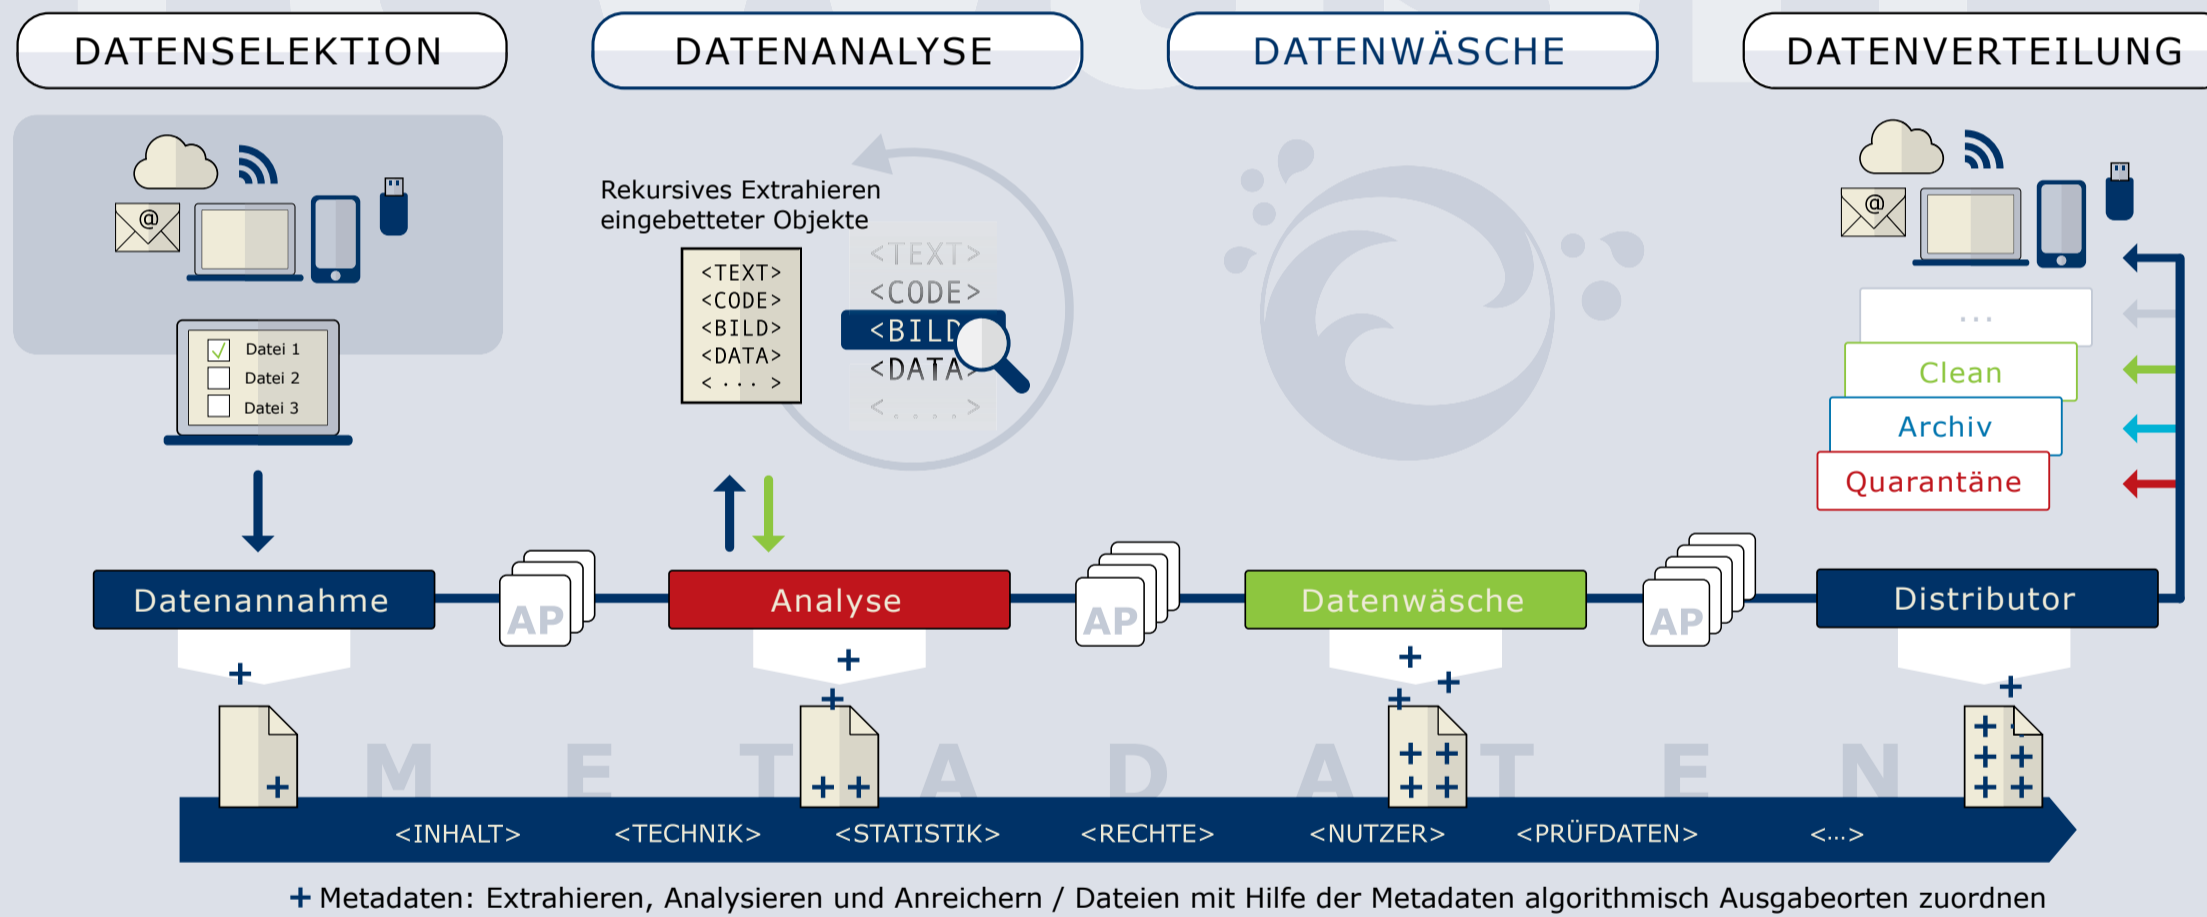 DATENSELEKTION
DATENANALYSE
DATENWÄSCHE
DATENVERTEILUNG
@
Datei 1
Datei 2
Datei 3
Rekursives Extrahieren
eingebetteter Objekte
<TEXT>
<CODE>
<BILD>
<DATA>
< ... >
<TEXT>
<CODE>
<BILD
<DATA>
<....>
@
...
Clean
Archiv
Quarantäne
Datenannahme
AP
Analyse
AP
Datenwäsche
AP
Distributor
METADATEN
<INHALT>
<TECHNIK>
<STATISTIK>
<RECHTE>
<NUTZER>
<PRÜFDATEN>
<...>
+ Metadaten: Extrahieren, Analysieren und Anreichern / Dateien mit Hilfe der Metadaten algorithmisch Ausgabeorten zuordnen